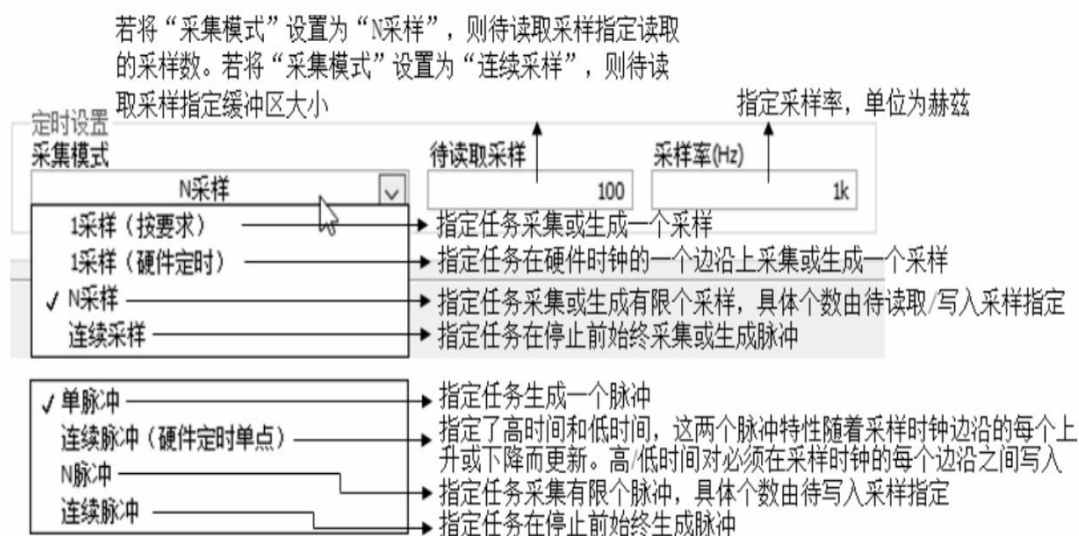 若将“采集模式”设置为“N采样”，则待读取采样指定读取
的采样数。若将“采集模式”设置为“连续采样”，则待读
取采样指定缓冲区大小
指定采样率，单位为赫兹
定时设置
采集模式
待读取采样
采样率(Hz)
N采样
100
1k
1采样（按要求）
指定任务采集或生成一个采样
1采样（硬件定时）
指定任务在硬件时钟的一个边沿上采集或生成一个采样
✓ N采样
指定任务采集或生成有限个采样，具体个数由待读取/写入采样指定
连续采样
指定任务在停止前始终采集或生成脉冲
✓ 单脉冲
指定任务生成一个脉冲
连续脉冲（硬件定时单点）
指定了高时间和低时间，这两个脉冲特性随着采样时钟边沿的每个上
升或下降而更新。高/低时间对必须在采样时钟的每个边沿之间写入
N脉冲
指定任务采集有限个脉冲，具体个数由待写入采样指定
连续脉冲
指定任务在停止前始终生成脉冲